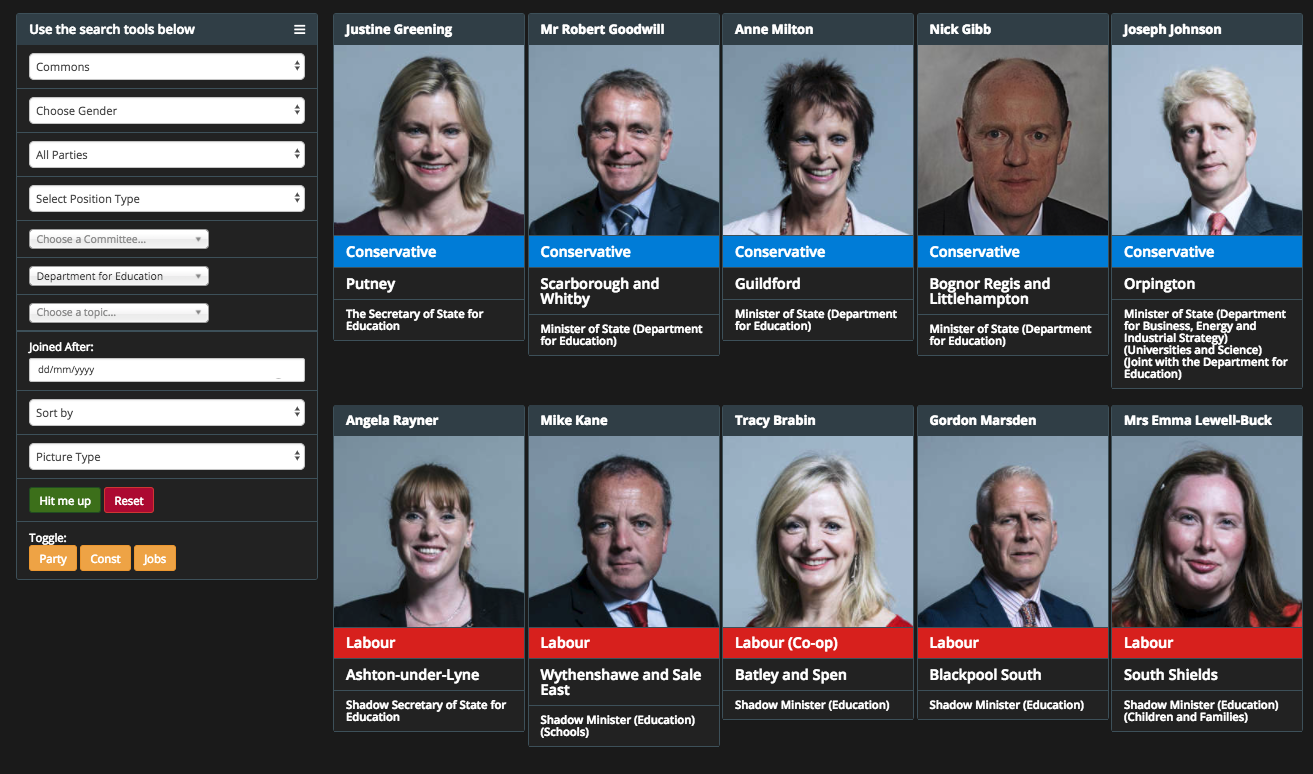 Use the search tools below
Commons
Choose Gender
All Parties
Select Position Type
Choose a Committee...
Department for Education
Choose a topic...
Joined After:
dd/mm/yyyy
Sort by
Picture Type
Hit me up
Reset
Toggle:
Party
Const
Jobs
Justine Greening
Conservative
Putney
The Secretary of State for
Education
Mr Robert Goodwill
Conservative
Scarborough and
Whitby
Minister of State (Department
for Education)
Anne Milton
Conservative
Guildford
Minister of State (Department
for Education)
Nick Gibb
Conservative
Bognor Regis and
Littlehampton
Minister of State (Department
for Education)
Joseph Johnson
Conservative
Orpington
Minister of State (Department
for Business, Energy and
Industrial Strategy)
(Universities and Science)
(Joint with the Department for
Education)
Angela Rayner
Labour
Ashton-under-Lyne
Shadow Secretary of State for
Education
Mike Kane
Labour
Wythenshawe and Sale
East
Shadow Minister (Education)
(Schools)
Tracy Brabin
Labour (Co-op)
Batley and Spen
Shadow Minister (Education)
Gordon Marsden
Labour
Blackpool South
Shadow Minister (Education)
Mrs Emma Lewell-Buck
Labour
South Shields
Shadow Minister (Education)
(Children and Families)